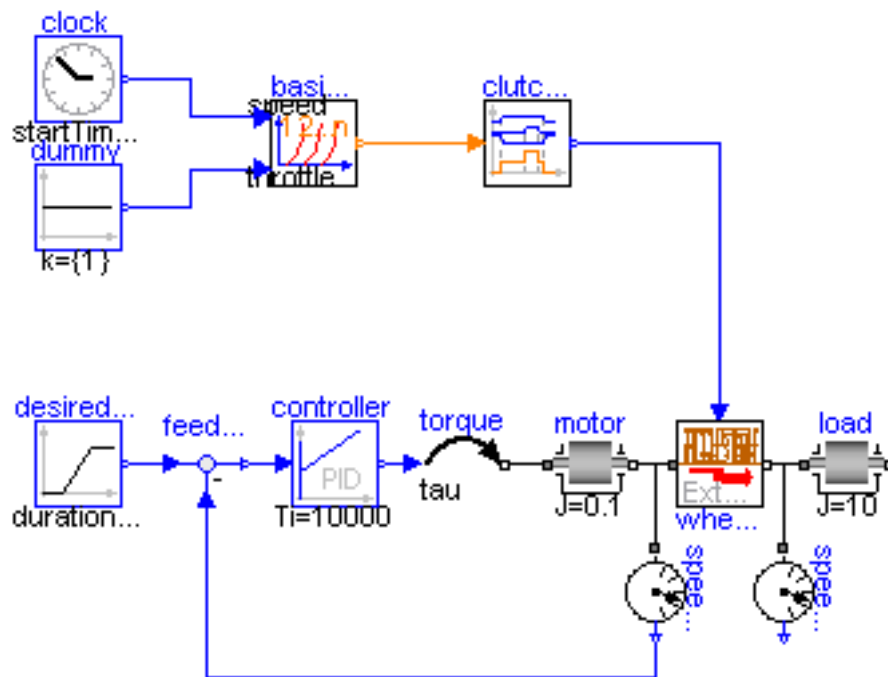 clock
startTim...
basi...
speed
12..n
throttle
clutc...
dummy
k={1}
desired...
duration...
feed...
-
controller
PID
Ti=10000
torque
tau
motor
J=0.1
Ext...
whe...
load
J=10
spee...
spee...